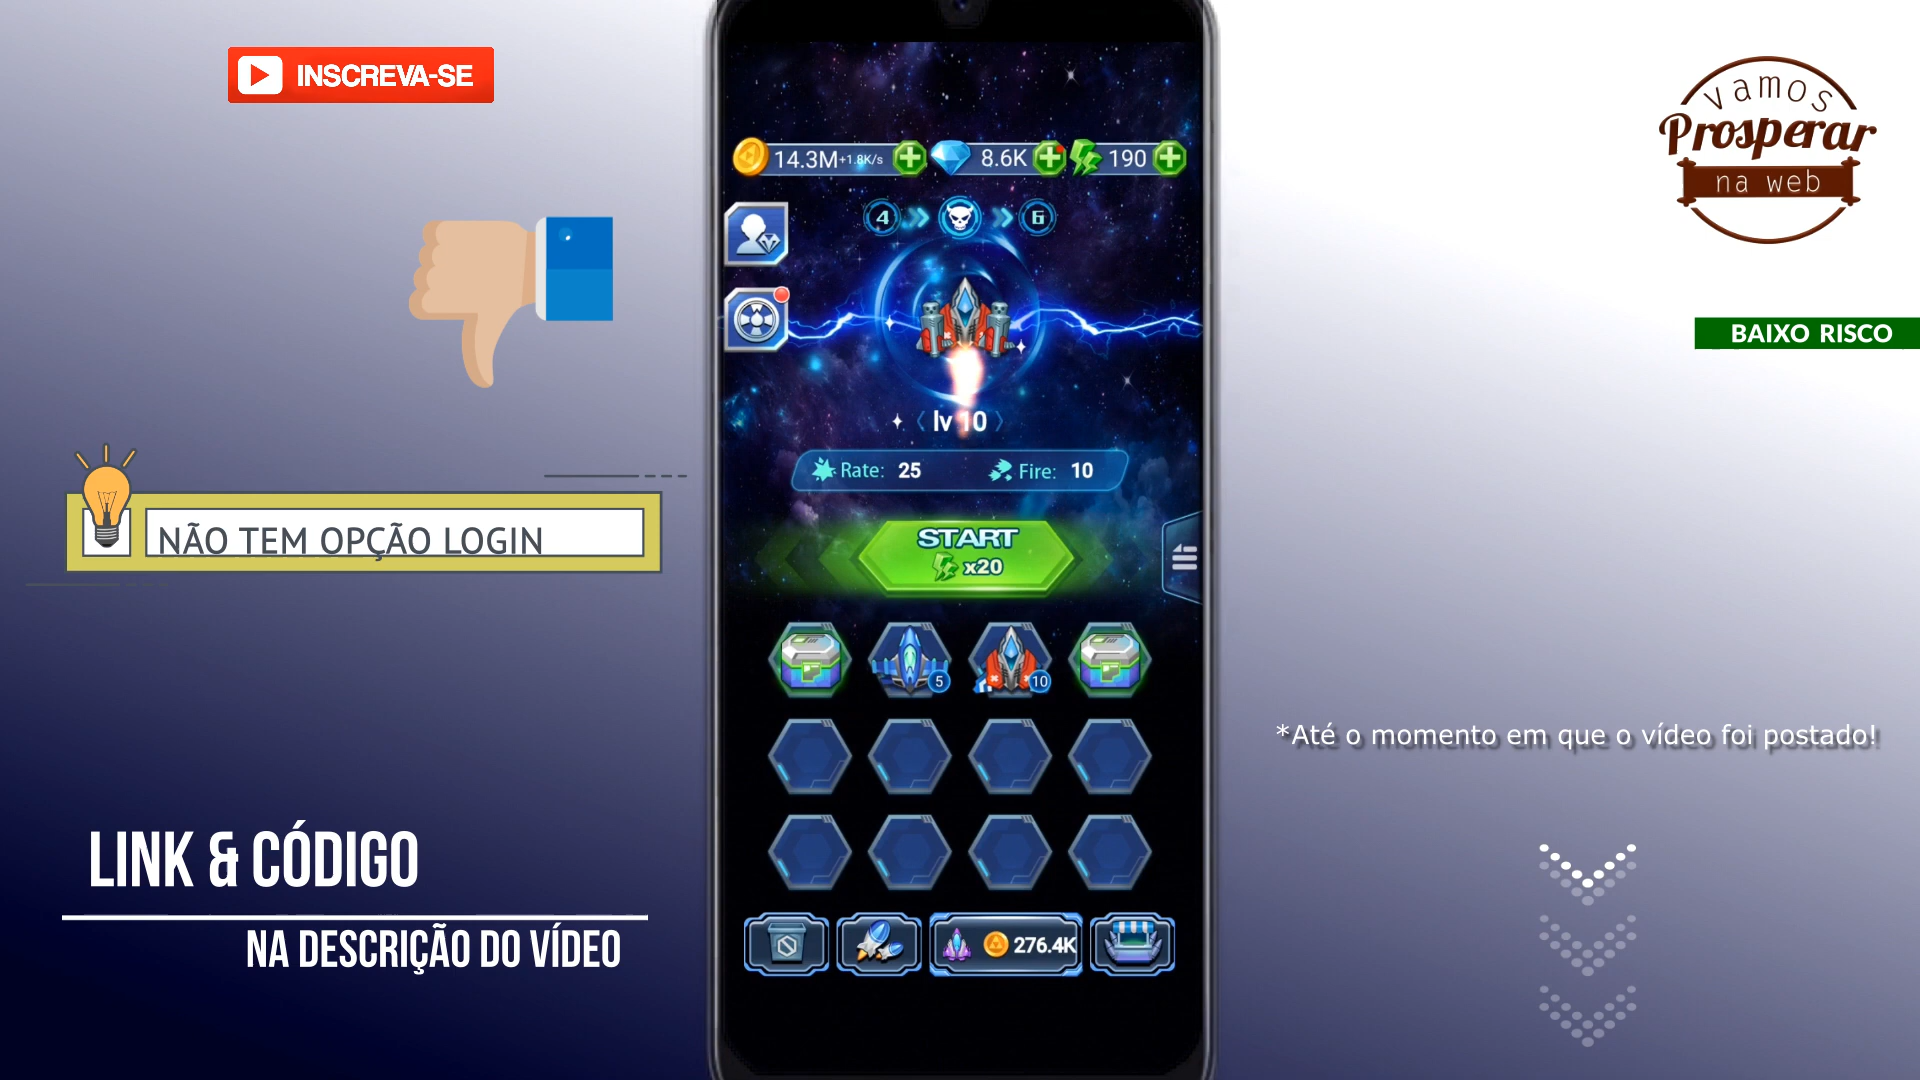 INSCREVA-SE
vamos
Prosperar
na web
BAIXO RISCO
14.3M+1.8K/s
8.6K
190
4
6
lv 10
Rate: 25
Fire: 10
START
x20
NÃO TEM OPÇÃO LOGIN
5
10
*Até o momento em que o vídeo foi postado!
LINK & CÓDIGO
NA DESCRIÇÃO DO VÍDEO
276.4K